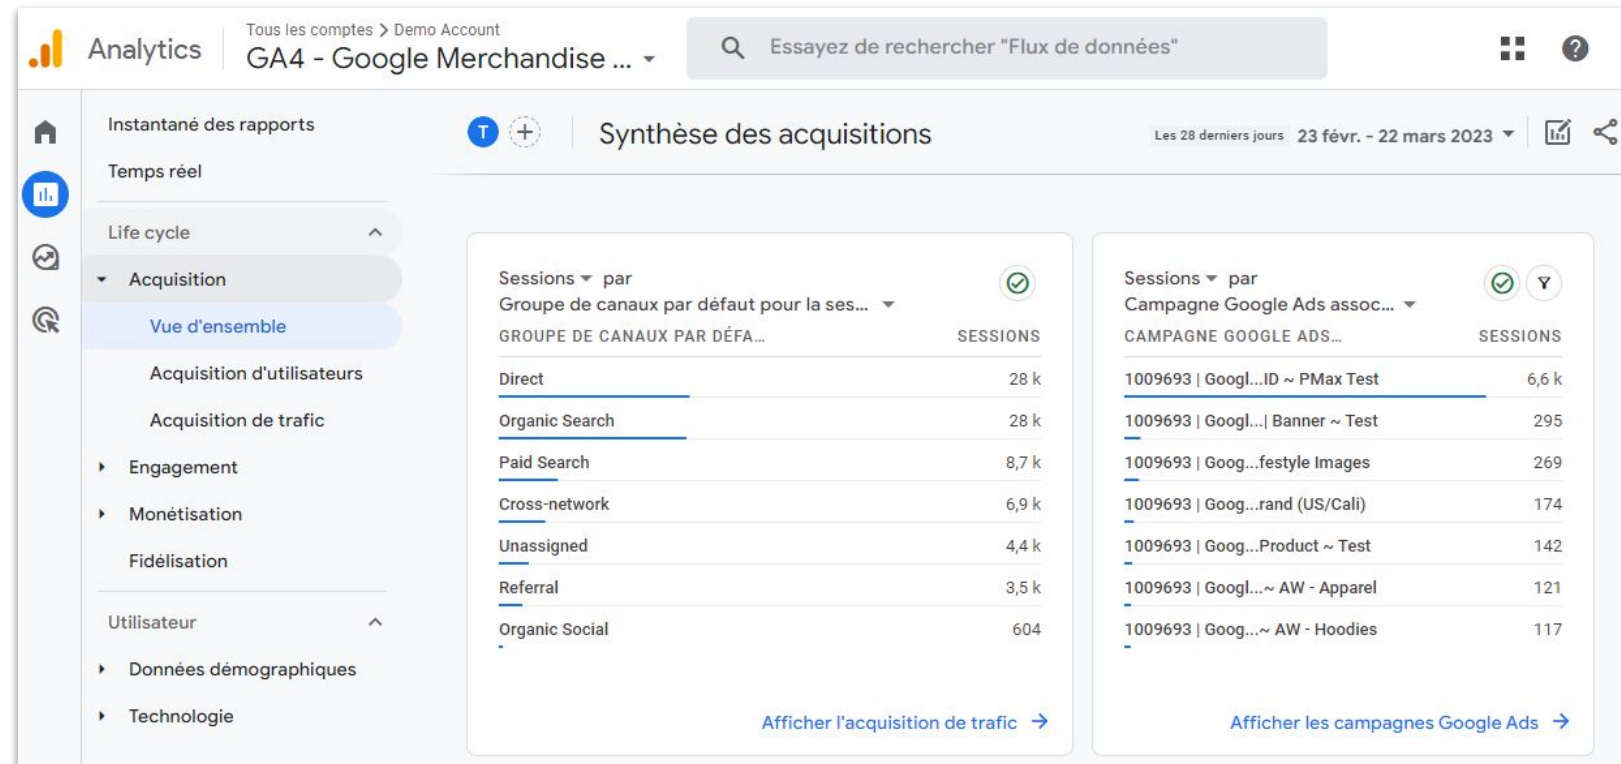 Analytics
Tous les comptes > Demo Account
GA4 - Google Merchandise ...
Essayez de rechercher "Flux de données"
Instantané des rapports
Temps réel
Life cycle
Acquisition
Vue d'ensemble
Acquisition d'utilisateurs
Acquisition de trafic
Engagement
Monétisation
Fidélisation
Utilisateur
Données démographiques
Technologie
T
Synthèse des acquisitions
Les 28 derniers jours 23 févr. - 22 mars 2023
Sessions par
Groupe de canaux par défaut pour la ses...
GROUPE DE CANAUX PAR DÉFA... SESSIONS
Direct 28 k
Organic Search 28 k
Paid Search 8,7 k
Cross-network 6,9 k
Unassigned 4,4 k
Referral 3,5 k
Organic Social 604
Afficher l'acquisition de trafic
Sessions par
Campagne Google Ads assoc...
CAMPAGNE GOOGLE ADS... SESSIONS
1009693 | Googl...ID ~ PMax Test 6,6 k
1009693 | Googl...| Banner ~ Test 295
1009693 | Goog...festyle Images 269
1009693 | Goog...rand (US/Cali) 174
1009693 | Goog...Product ~ Test 142
1009693 | Googl...~ AW - Apparel 121
1009693 | Goog...~ AW - Hoodies 117
Afficher les campagnes Google Ads